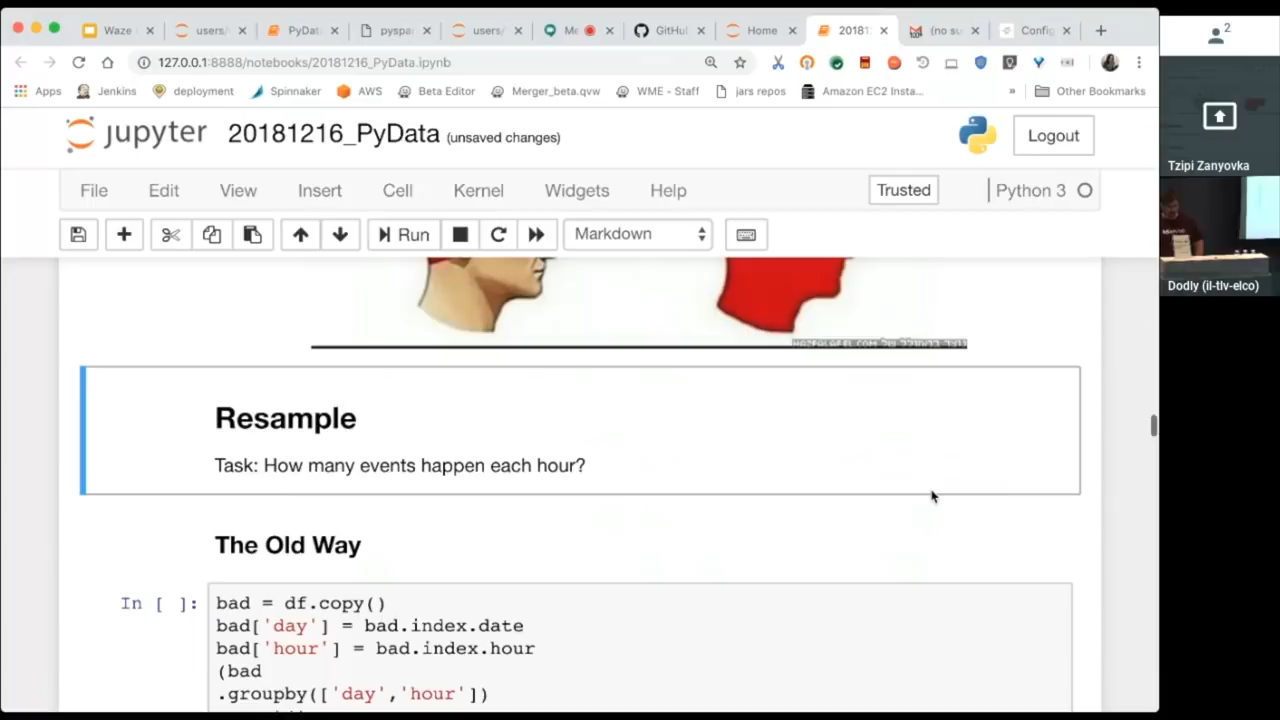 Waze
users/
PyDat
pyspar
users/
Me
GitHu
Home
20181
(no su
Config
2
127.0.0.1:8888/notebooks/20181216_PyData.ipynb
Apps Jenkins deployment Spinnaker AWS Beta Editor Merger_beta.qvw WME - Staff jars repos Amazon EC2 Insta... » Other Bookmarks
jupyter 20181216_PyData (unsaved changes) Logout
Tzipi Zanyovka
File Edit View Insert Cell Kernel Widgets Help Trusted Python 3
Run Markdown
Dodly (il-tlv-elco)
Resample
Task: How many events happen each hour?
The Old Way
In [ ]: bad = df.copy()
bad['day'] = bad.index.date
bad['hour'] = bad.index.hour
(bad
.groupby(['day','hour'])